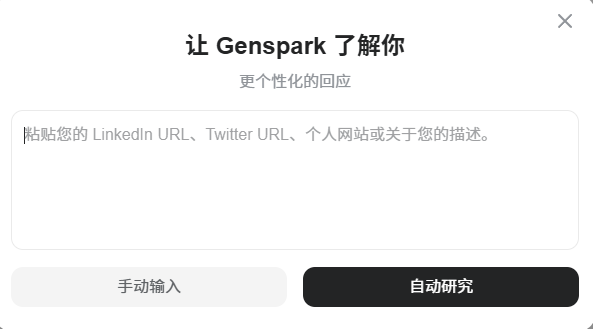 让 Genspark 了解你
更个性化的回应
粘贴您的 LinkedIn URL、Twitter URL、个人网站或关于您的描述。
手动输入
自动研究